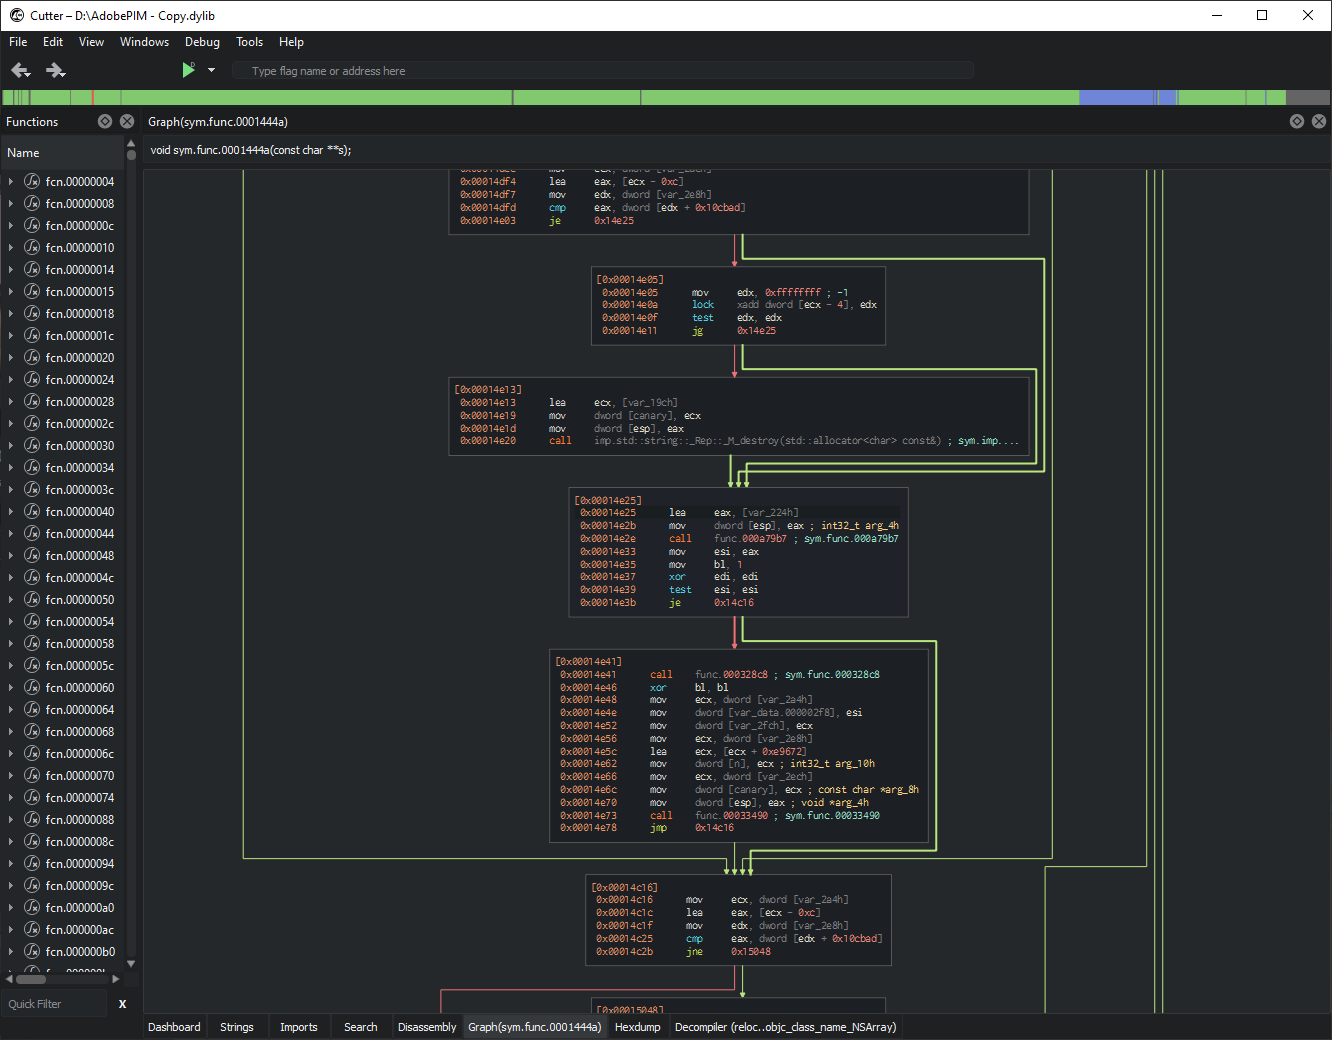 Cutter – D:\AdobePIM - Copy.dylib
File Edit View Windows Debug Tools Help
Type flag name or address here
Functions
Graph(sym.func.0001444a)
Name
void sym.func.0001444a(const char **s);
fcn.00000004
fcn.00000008
fcn.0000000c
fcn.00000010
fcn.00000014
fcn.00000015
fcn.00000018
fcn.0000001c
fcn.00000020
fcn.00000024
fcn.00000028
fcn.0000002c
fcn.00000030
fcn.00000034
fcn.0000003c
fcn.00000040
fcn.00000044
fcn.00000048
fcn.0000004c
fcn.00000050
fcn.00000054
fcn.00000058
fcn.0000005c
fcn.00000060
fcn.00000064
fcn.00000068
fcn.0000006c
fcn.00000070
fcn.00000074
fcn.00000088
fcn.0000008c
fcn.00000094
fcn.0000009c
fcn.000000a0
fcn.000000ac
fcn.000000b0
Quick Filter X
0x00014df4 lea eax, [ecx - 0xc]
0x00014df7 mov edx, dword [var_2e8h]
0x00014dfd cmp eax, dword [edx + 0x10cbad]
0x00014e03 je 0x14e25
[0x00014e05]
0x00014e05 mov edx, 0xffffffff ; -1
0x00014e0a lock xadd dword [ecx - 4], edx
0x00014e0f test edx, edx
0x00014e11 jg 0x14e25
[0x00014e13]
0x00014e13 lea ecx, [var_19ch]
0x00014e19 mov dword [canary], ecx
0x00014e1d mov dword [esp], eax
0x00014e20 call imp.std::string::_Rep::_M_destroy(std::allocator<char> const&) ; sym.imp....
[0x00014e25]
0x00014e25 lea eax, [var_224h]
0x00014e2b mov dword [esp], eax ; int32_t arg_4h
0x00014e2e call func.000a79b7 ; sym.func.000a79b7
0x00014e33 mov esi, eax
0x00014e35 mov bl, 1
0x00014e37 xor edi, edi
0x00014e39 test esi, esi
0x00014e3b je 0x14c16
[0x00014e41]
0x00014e41 call func.000328c8 ; sym.func.000328c8
0x00014e46 xor bl, bl
0x00014e48 mov ecx, dword [var_2a4h]
0x00014e4e mov dword [var_data.000002f8], esi
0x00014e52 mov dword [var_2fch], ecx
0x00014e56 mov ecx, dword [var_2e8h]
0x00014e5c lea ecx, [ecx + 0xe9672]
0x00014e62 mov dword [n], ecx ; int32_t arg_10h
0x00014e66 mov ecx, dword [var_2ech]
0x00014e6c mov dword [canary], ecx ; const char *arg_8h
0x00014e70 mov dword [esp], eax ; void *arg_4h
0x00014e73 call func.00033490 ; sym.func.00033490
0x00014e78 jmp 0x14c16
[0x00014c16]
0x00014c16 mov ecx, dword [var_2a4h]
0x00014c1c lea eax, [ecx - 0xc]
0x00014c1f mov edx, dword [var_2e8h]
0x00014c25 cmp eax, dword [edx + 0x10cbad]
0x00014c2b jne 0x15048
[0x00015048]
Dashboard Strings Imports Search Disassembly Graph(sym.func.0001444a) Hexdump Decompiler (reloc..objc_class_name_NSArray)